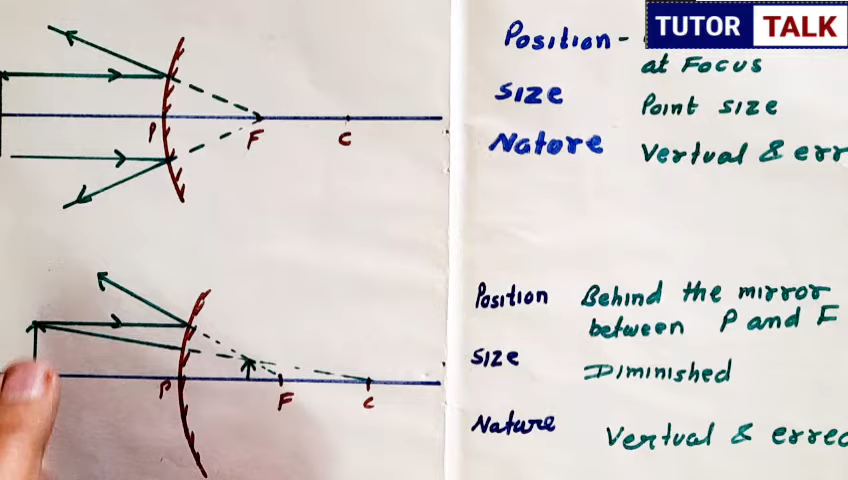 TUTOR TALK
Position -
at Focus
Size Point size
Nature Vertual & err
P F C
Position Behind the mirror
between P and F
Size Diminished
Nature Vertual & errec
P F C